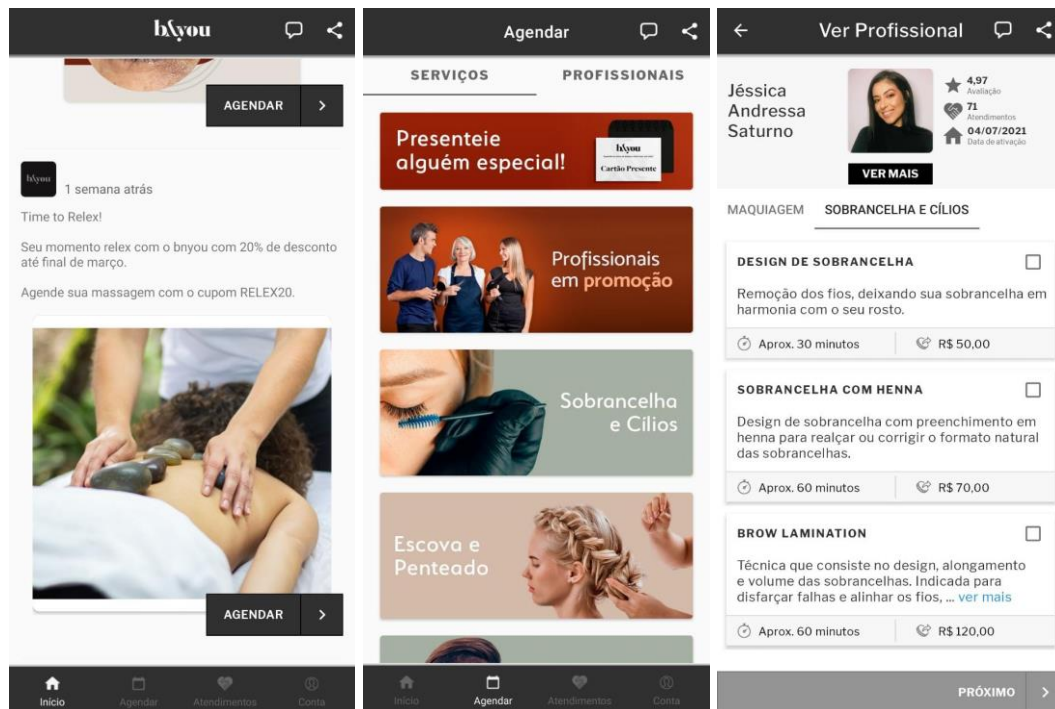 bnyou
AGENDAR
bnyou
1 semana atrás
Time to Relex!
Seu momento relex com o bnyou com 20% de desconto
até final de março.
Agende sua massagem com o cupom RELEX20.
AGENDAR
Início
Agendar
Atendimentos
Conta
Agendar
SERVIÇOS
PROFISSIONAIS
Presenteie
alguém especial!
bnyou
Cartão Presente
Profissionais
em promoção
Sobrancelha
e Cílios
Escova e
Penteado
Início
Agendar
Atendimentos
Conta
Ver Profissional
Jéssica
Andressa
Saturno
4,97
Avaliação
71
Atendimentos
04/07/2021
Data de ativação
VER MAIS
MAQUIAGEM
SOBRANCELHA E CÍLIOS
DESIGN DE SOBRANCELHA
Remoção dos fios, deixando sua sobrancelha em
harmonia com o seu rosto.
Aprox. 30 minutos
R$ 50,00
SOBRANCELHA COM HENNA
Design de sobrancelha com preenchimento em
henna para realçar ou corrigir o formato natural
das sobrancelhas.
Aprox. 60 minutos
R$ 70,00
BROW LAMINATION
Técnica que consiste no design, alongamento
e volume das sobrancelhas. Indicada para
disfarçar falhas e alinhar os fios, ... ver mais
Aprox. 60 minutos
R$ 120,00
PRÓXIMO